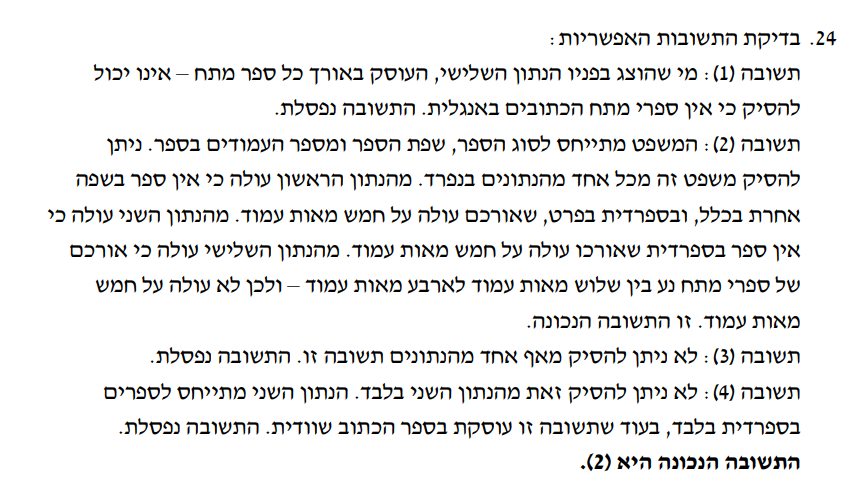 24. בדיקת התשובות האפשריות:
תשובה (1): מי שהוצג בפניו הנתון השלישי, העוסק באורך כל ספר מתח – אינו יכול
להסיק כי אין ספרי מתח הכתובים באנגלית. התשובה נפסלת.
תשובה (2): המשפט מתייחס לסוג הספר, שפת הספר ומספר העמודים בספר. ניתן
להסיק משפט זה מכל אחד מהנתונים בנפרד. מהנתון הראשון עולה כי אין ספר בשפה
אחרת בכלל, ובספרדית בפרט, שאורכם עולה על חמש מאות עמוד. מהנתון השני עולה כי
אין ספר בספרדית שאורכו עולה על חמש מאות עמוד. מהנתון השלישי עולה כי אורכם
של ספרי מתח נע בין שלוש מאות עמוד לארבע מאות עמוד – ולכן לא עולה על חמש
מאות עמוד. זו התשובה הנכונה.
תשובה (3): לא ניתן להסיק מאף אחד מהנתונים תשובה זו. התשובה נפסלת.
תשובה (4): לא ניתן להסיק זאת מהנתון השני בלבד. הנתון השני מתייחס לספרים
בספרדית בלבד, בעוד שתשובה זו עוסקת בספר הכתוב שוודית. התשובה נפסלת.
התשובה הנכונה היא (2).